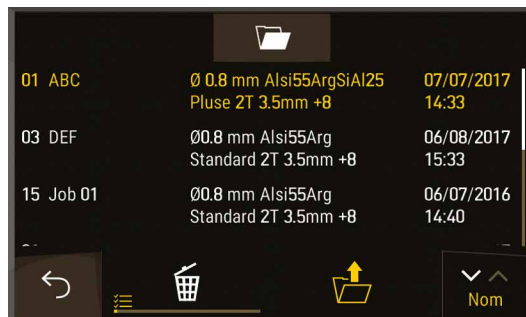 01 ABC Ø 0.8 mm Alsi55ArgSiAl25 07/07/2017
Pluse 2T 3.5mm +8 14:33
03 DEF Ø0.8 mm Alsi55Arg 06/08/2017
Standard 2T 3.5mm +8 15:33
15 Job 01 Ø0.8 mm Alsi55Arg 06/07/2016
Standard 2T 3.5mm +8 14:40
Nom